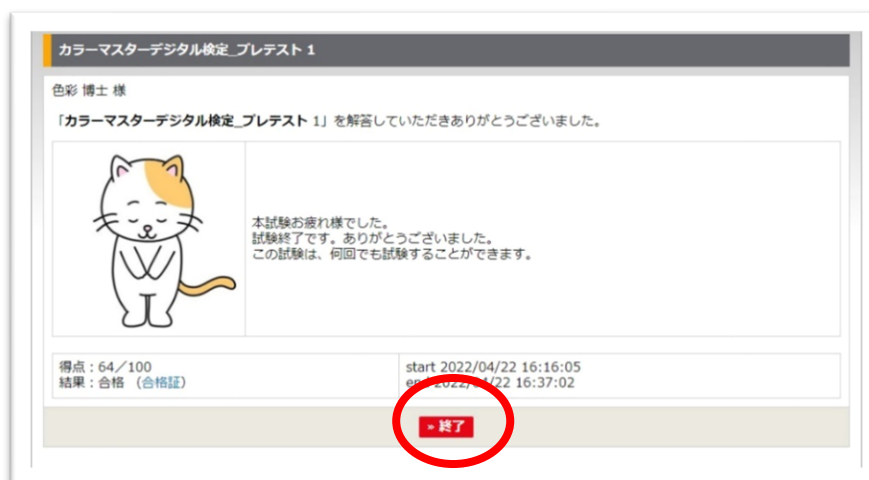 カラーマスターデジタル検定_プレテスト 1
色彩 博士 様
「カラーマスターデジタル検定_プレテスト 1」を解答していただきありがとうございました。
本試験お疲れ様でした。
試験終了です。ありがとうございました。
この試験は、何回でも試験することができます。
得点:64/100
結果:合格 (合格証)
start 2022/04/22 16:16:05
end 2022/04/22 16:37:02
» 終了